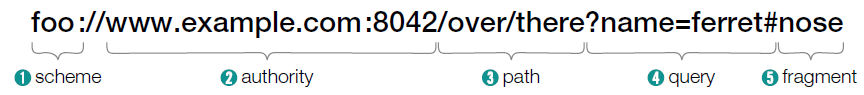 foo://www.example.com:8042/over/there?name=ferret#nose
1 scheme 2 authority 3 path 4 query 5 fragment